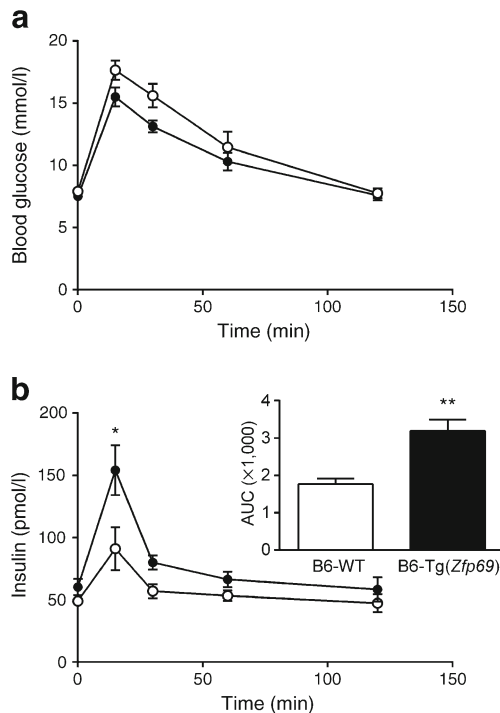 a
Blood glucose (mmol/l)
20
15
10
5
0
0 50 100 150
Time (min)
b
Insulin (pmol/l)
200
150
100
50
0
*
0 50 100 150
Time (min)
AUC (×1,000)
4
3
2
1
0
**
B6-WT B6-Tg(Zfp69)